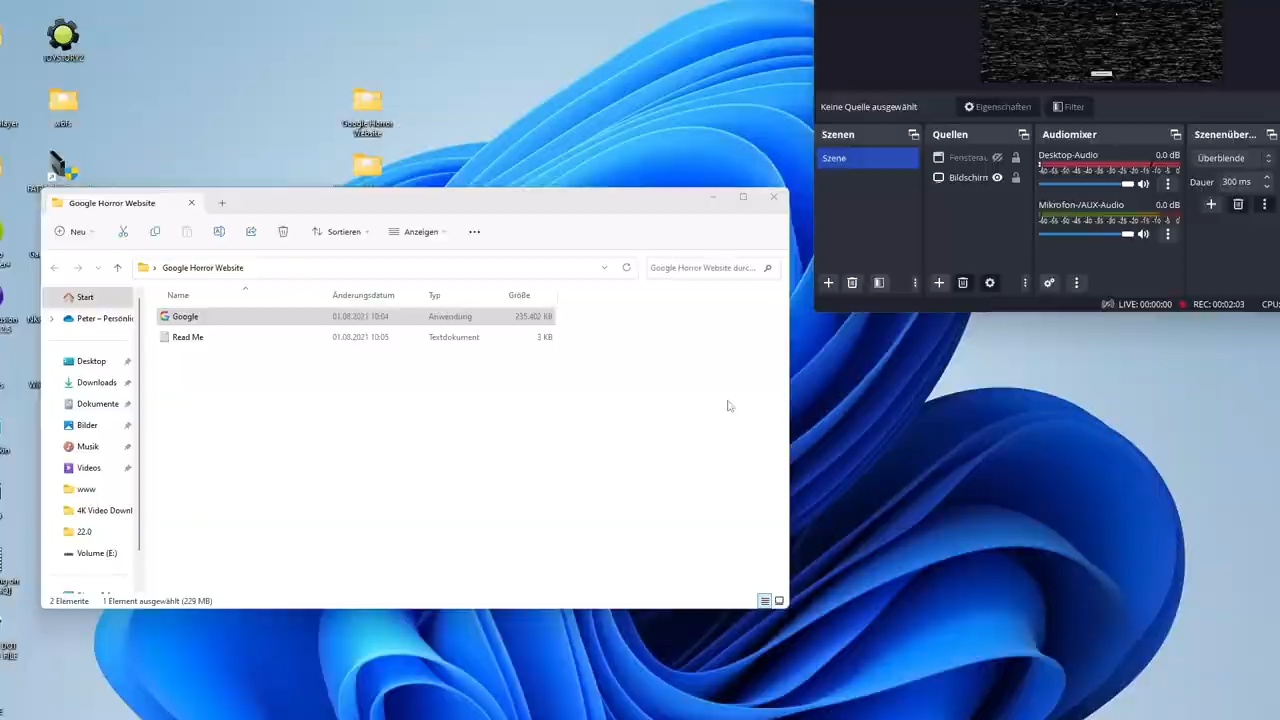 TOYSTORY2
wbfs
Google Horror
Website
Google Horror Website
Neu
Sortieren
Anzeigen
Google Horror Website
Google Horror Website durc...
Name
Änderungsdatum
Typ
Größe
Google
01.08.2021 10:04
Anwendung
235.402 KB
Read Me
01.08.2021 10:05
Textdokument
3 KB
Start
Peter – Persönlic
Desktop
Downloads
Dokumente
Bilder
Musik
Videos
www
4K Video Downl
22.0
Volume (E:)
2 Elemente
1 Element ausgewählt (229 MB)
Keine Quelle ausgewählt
Eigenschaften
Filter
Szenen
Quellen
Audiomixer
Szenenüber...
Szene
Fensterau
Bildschirm
Desktop-Audio
0.0 dB
Mikrofon-/AUX-Audio
0.0 dB
Überblende
Dauer
300 ms
LIVE: 00:00:00
REC: 00:02:03
CPU: